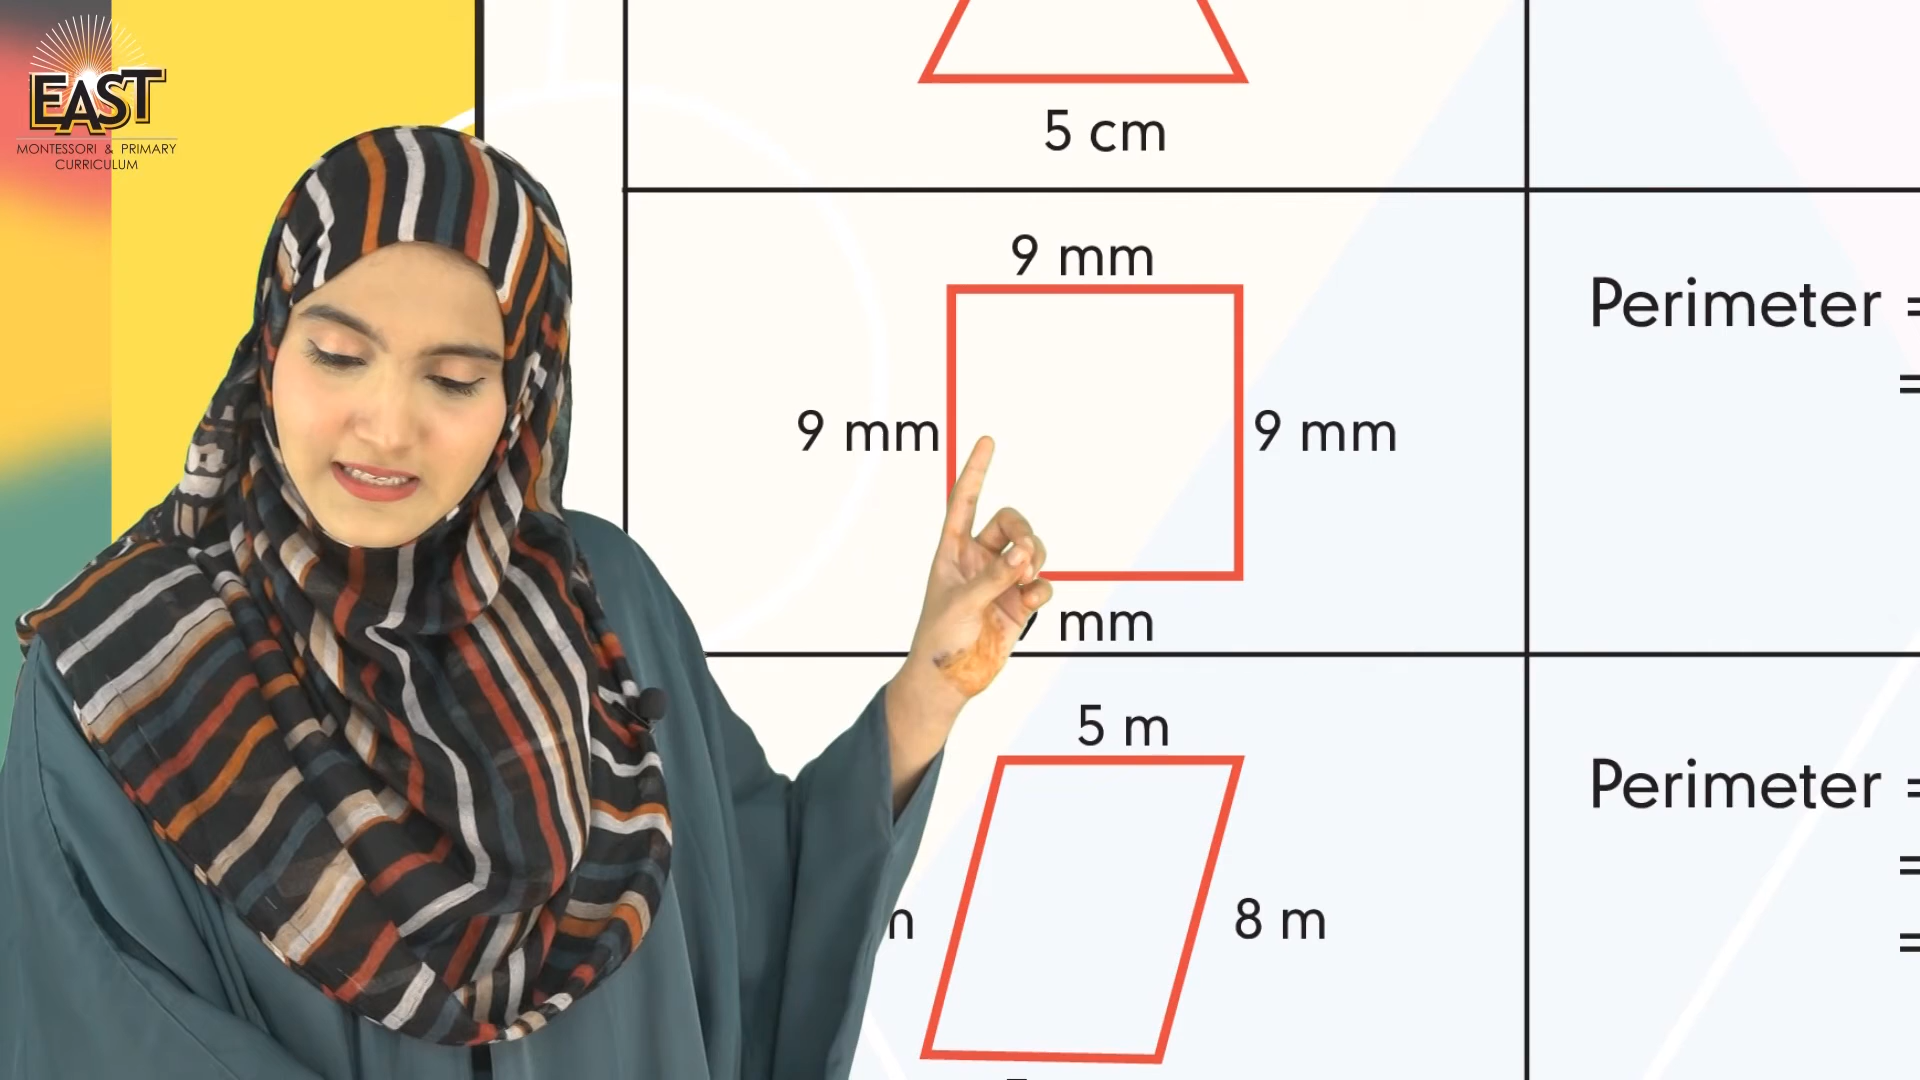 EAST
MONTESSORI & PRIMARY
CURRICULUM
5 cm
9 mm
9 mm
9 mm
mm
Perimeter =
=
5 m
8 m
Perimeter =
=
=